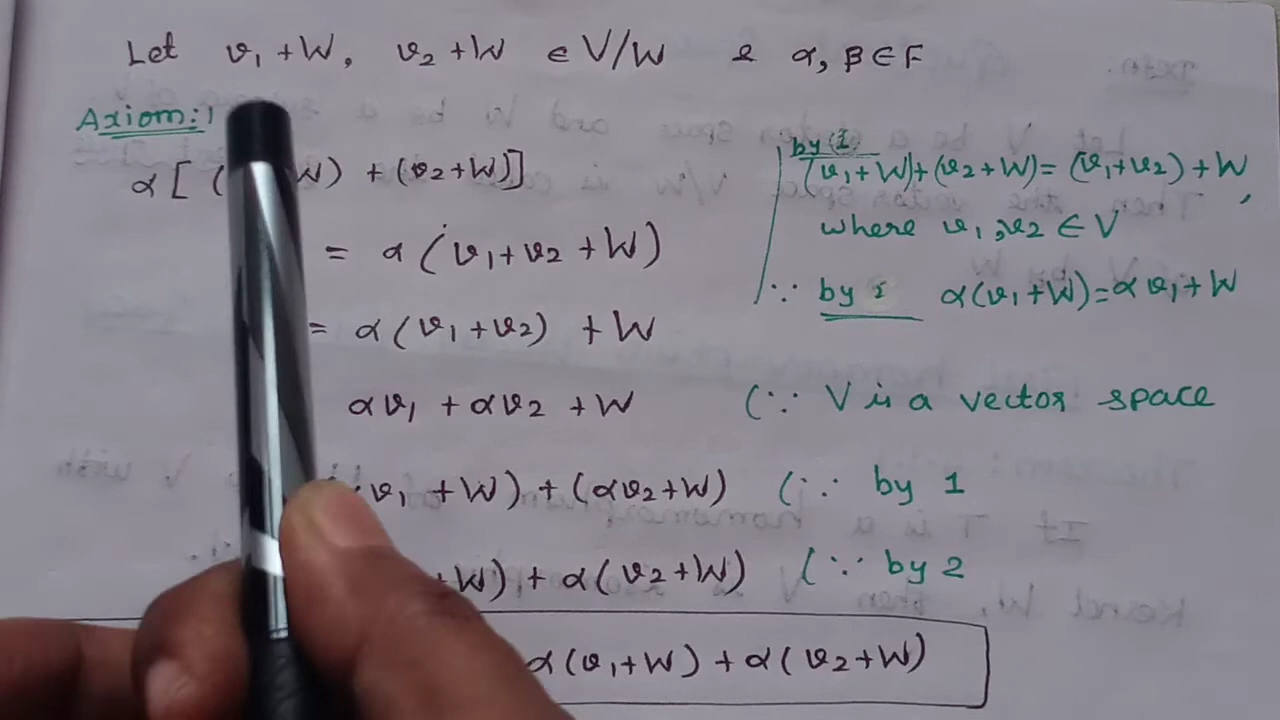 Let v₁ + W, v₂ + W ∈ V/W & α, β ∈ F
Axiom: 1
α [ ( W) + (v₂+W)]
= α (v₁ + v₂ + W)
= α (v₁ + v₂) + W
αv₁ + αv₂ + W (∵ V is a vector space
v₁ + W) + (αv₂+W) (∵ by 1
+W) + α(v₂+W) (∵ by 2
α(v₁+W) + α(v₂+W)
by (1)
(v₁+W)+(v₂+W)= (v₁+v₂) + W,
where v₁,v₂ ∈ V
∵ by 2 α(v₁+W)=αv₁+W